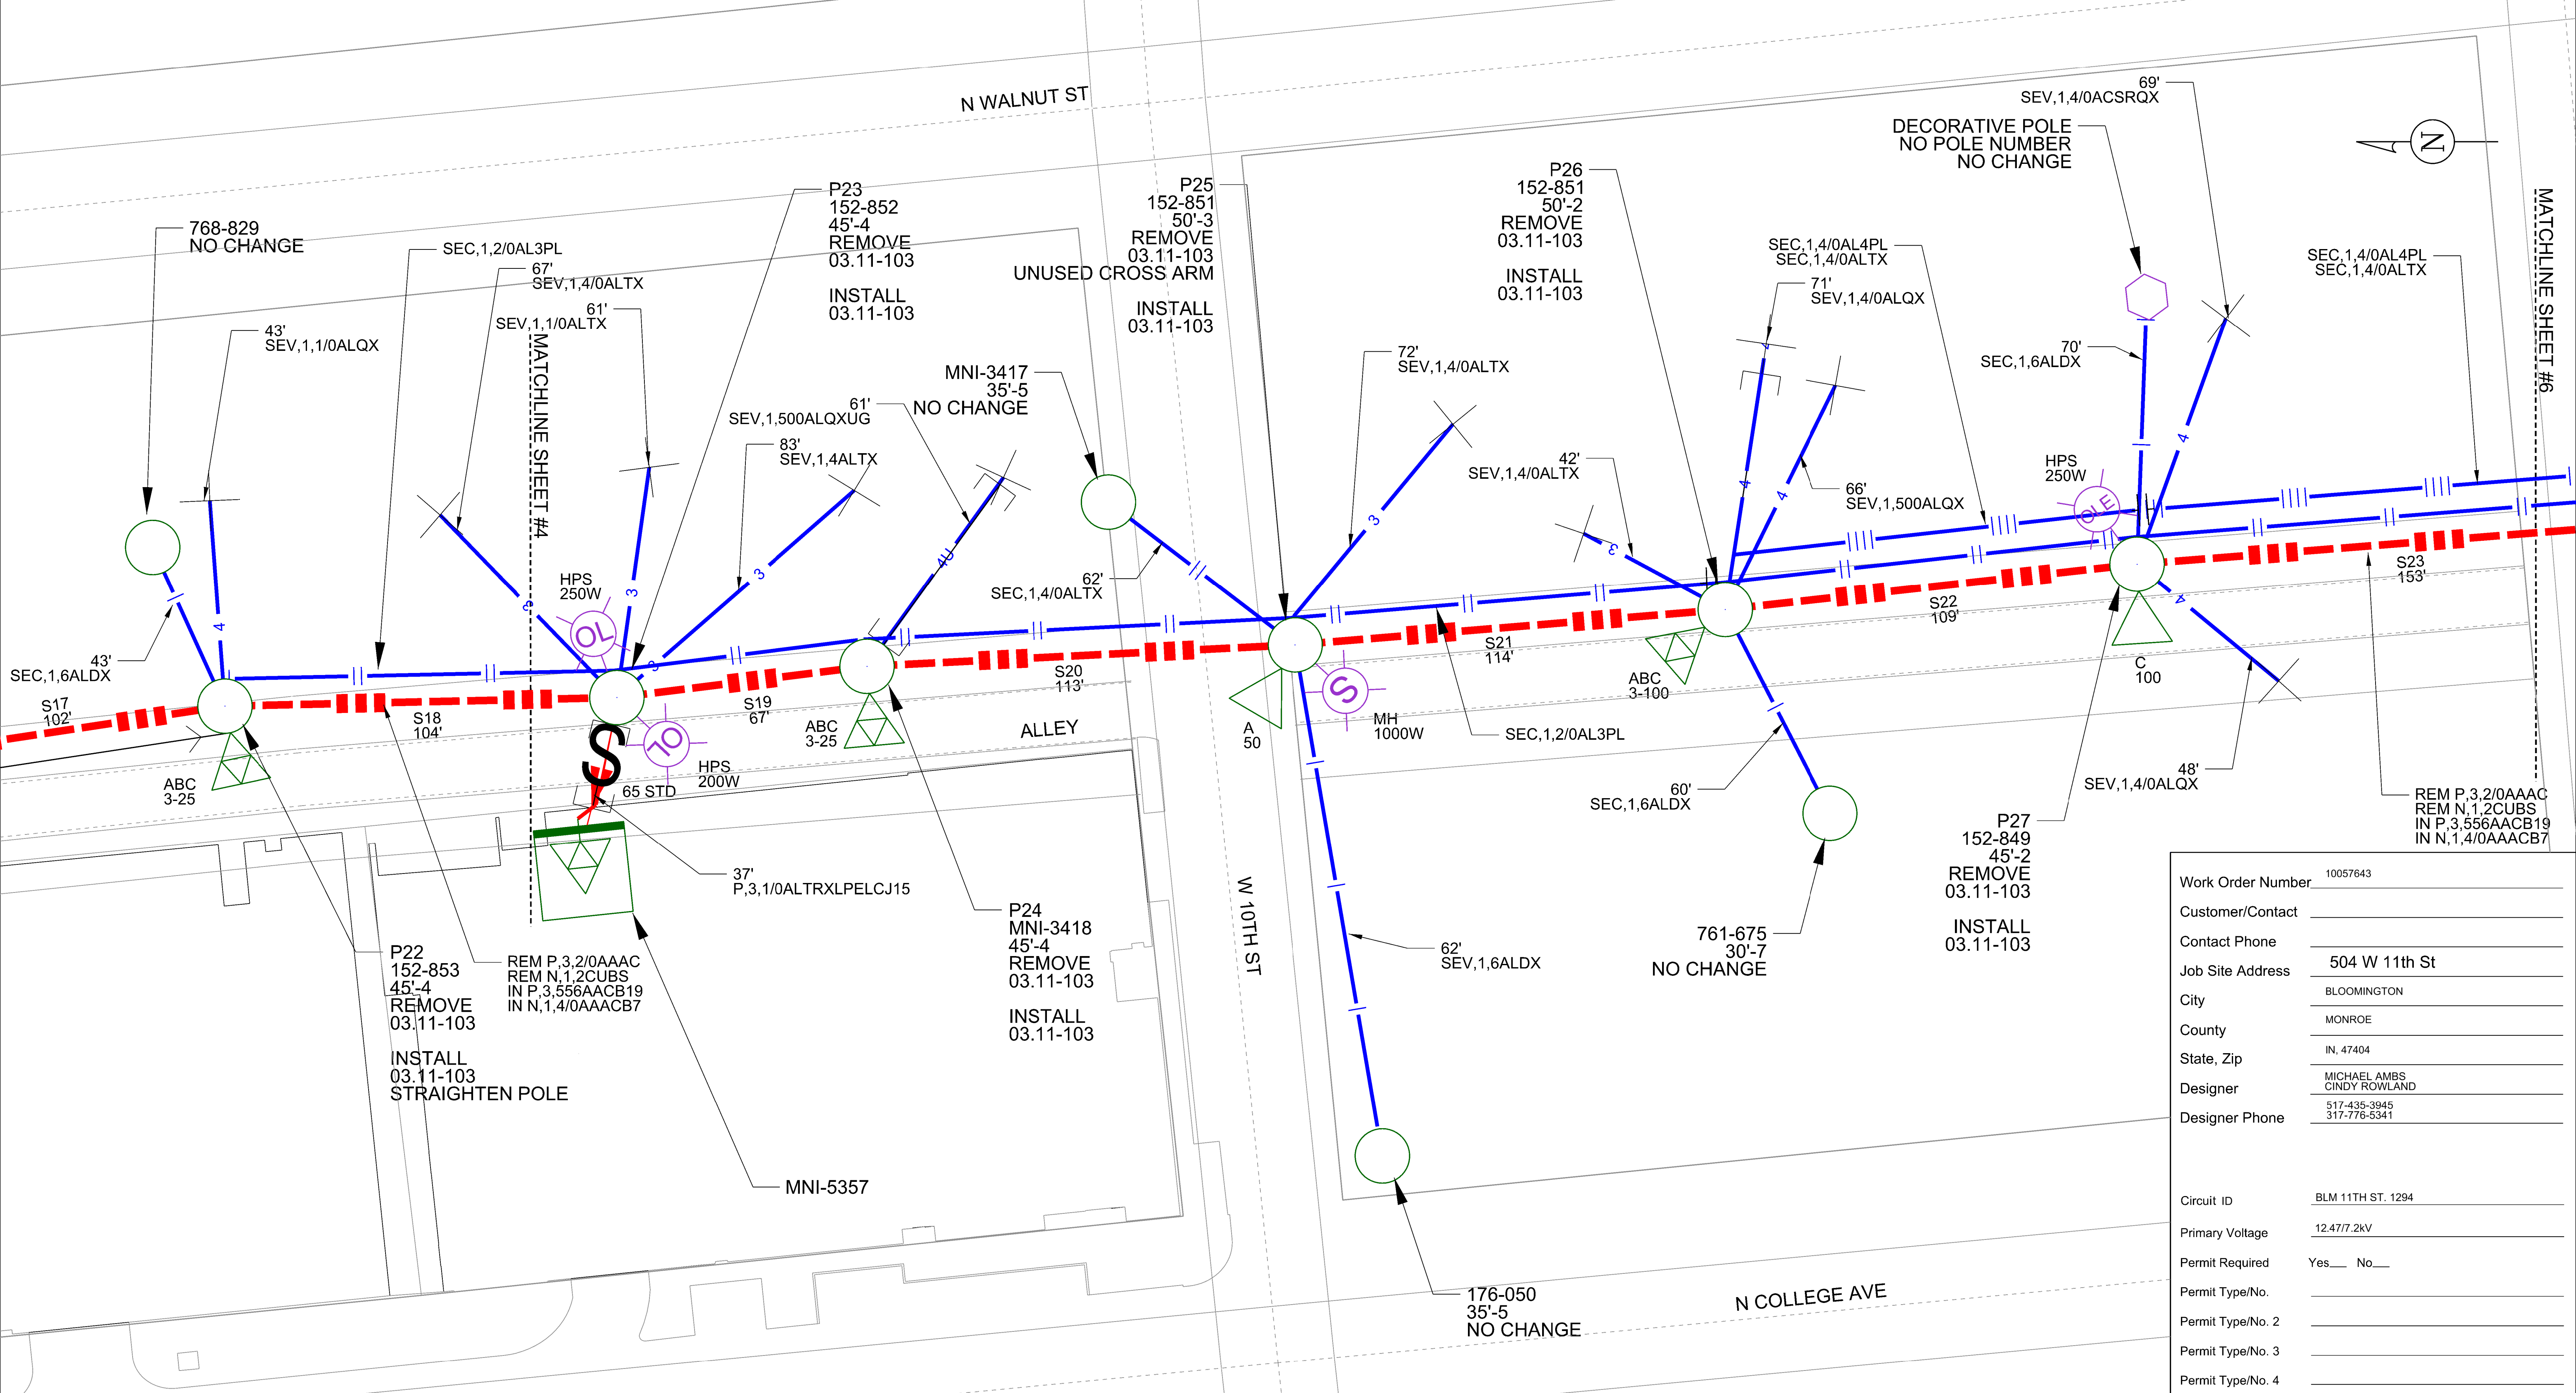 N WALNUT ST
69'
SEV,1,4/0ACSRQX
DECORATIVE POLE
NO POLE NUMBER
NO CHANGE
N
MATCHLINE SHEET #6
768-829
NO CHANGE
SEC,1,2/0AL3PL
67'
SEV,1,4/0ALTX
61'
SEV,1,1/0ALTX
43'
SEV,1,1/0ALQX
MATCHLINE SHEET #4
P23
152-852
45'-4
REMOVE
03.11-103
INSTALL
03.11-103
P25
152-851
50'-3
REMOVE
03.11-103
UNUSED CROSS ARM
INSTALL
03.11-103
P26
152-851
50'-2
REMOVE
03.11-103
INSTALL
03.11-103
SEC,1,4/0AL4PL
SEC,1,4/0ALTX
71'
SEV,1,4/0ALQX
SEC,1,4/0AL4PL
SEC,1,4/0ALTX
70'
SEC,1,6ALDX
MNI-3417
35'-5
NO CHANGE
72'
SEV,1,4/0ALTX
61'
SEV,1,500ALQXUG
83'
SEV,1,4ALTX
42'
SEV,1,4/0ALTX
66'
SEV,1,500ALQX
HPS
250W
OLE
HPS
250W
OL
4
3
3
3
3
4U
3
3
4
4
4
4
4
62'
SEC,1,4/0ALTX
43'
SEC,1,6ALDX
S17
102'
S18
104'
S19
67'
S20
113'
S21
114'
S22
109'
S23
153'
ABC
3-25
S
OL
HPS
200W
65 STD
ABC
3-25
ALLEY
A
50
S
MH
1000W
SEC,1,2/0AL3PL
ABC
3-100
C
100
60'
SEC,1,6ALDX
48'
SEV,1,4/0ALQX
REM P,3,2/0AAAC
REM N,1,2CUBS
IN P,3,556AACB19
IN N,1,4/0AAACB7
37'
P,3,1/0ALTRXLPELCJ15
P27
152-849
45'-2
REMOVE
03.11-103
INSTALL
03.11-103
P24
MNI-3418
45'-4
REMOVE
03.11-103
INSTALL
03.11-103
W 10TH ST
62'
SEV,1,6ALDX
761-675
30'-7
NO CHANGE
P22
152-853
45'-4
REMOVE
03.11-103
INSTALL
03.11-103
STRAIGHTEN POLE
REM P,3,2/0AAAC
REM N,1,2CUBS
IN P,3,556AACB19
IN N,1,4/0AAACB7
MNI-5357
176-050
35'-5
NO CHANGE
N COLLEGE AVE
Work Order Number 10057643
Customer/Contact
Contact Phone
Job Site Address 504 W 11th St
City BLOOMINGTON
County MONROE
State, Zip IN, 47404
Designer MICHAEL AMBS
CINDY ROWLAND
Designer Phone 517-435-3945
317-776-5341
Circuit ID BLM 11TH ST. 1294
Primary Voltage 12.47/7.2kV
Permit Required Yes__ No__
Permit Type/No.
Permit Type/No. 2
Permit Type/No. 3
Permit Type/No. 4